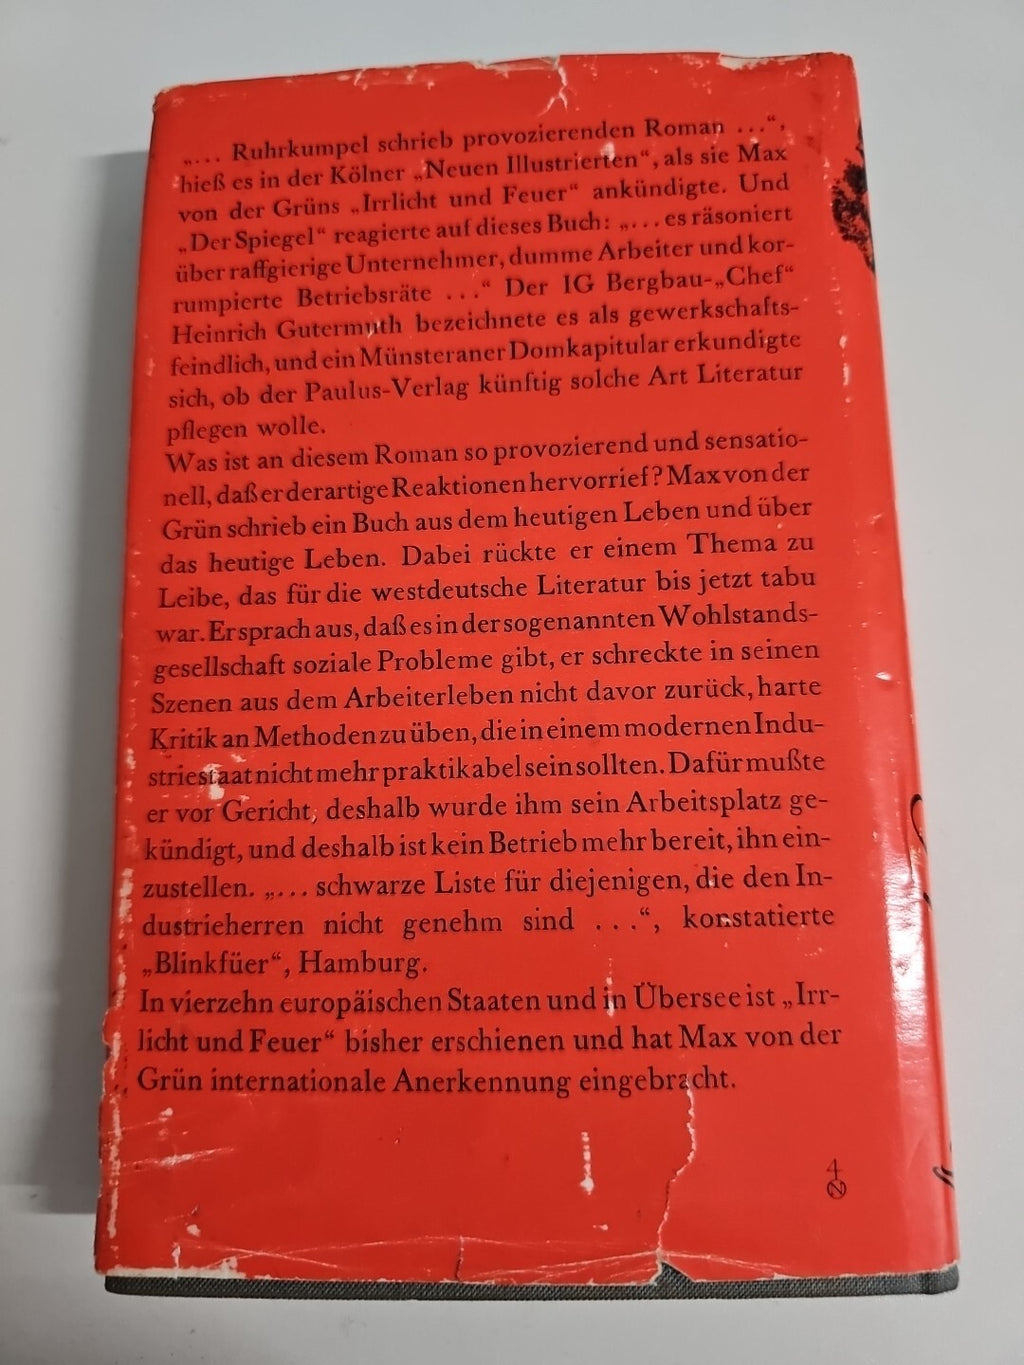 „... Ruhrkumpel schrieb provozierenden Roman ...“,
hieß es in der Kölner „Neuen Illustrierten“, als sie Max
von der Grüns „Irrlicht und Feuer“ ankündigte. Und
„Der Spiegel“ reagierte auf dieses Buch: „... es räsoniert
über raffgierige Unternehmer, dumme Arbeiter und kor-
rumpierte Betriebsräte ...“ Der IG Bergbau-„Chef“
Heinrich Gutermuth bezeichnete es als gewerkschafts-
feindlich, und ein Münsteraner Domkapitular erkundigte
sich, ob der Paulus-Verlag künftig solche Art Literatur
pflegen wolle.
Was ist an diesem Roman so provozierend und sensatio-
nell, daß er derartige Reaktionen hervorrief? Max von der
Grün schrieb ein Buch aus dem heutigen Leben und über
das heutige Leben. Dabei rückte er einem Thema zu
Leibe, das für die westdeutsche Literatur bis jetzt tabu
war. Er sprach aus, daß es in der sogenannten Wohlstands-
gesellschaft soziale Probleme gibt, er schreckte in seinen
Szenen aus dem Arbeiterleben nicht davor zurück, harte
Kritik an Methoden zu üben, die in einem modernen Indu-
striestaat nicht mehr praktikabel sein sollten. Dafür mußte
er vor Gericht, deshalb wurde ihm sein Arbeitsplatz ge-
kündigt, und deshalb ist kein Betrieb mehr bereit, ihn ein-
zustellen. „... schwarze Liste für diejenigen, die den In-
dustrieherren nicht genehm sind ...“, konstatierte
„Blinkfüer“, Hamburg.
In vierzehn europäischen Staaten und in Übersee ist „Irr-
licht und Feuer“ bisher erschienen und hat Max von der
Grün internationale Anerkennung eingebracht.